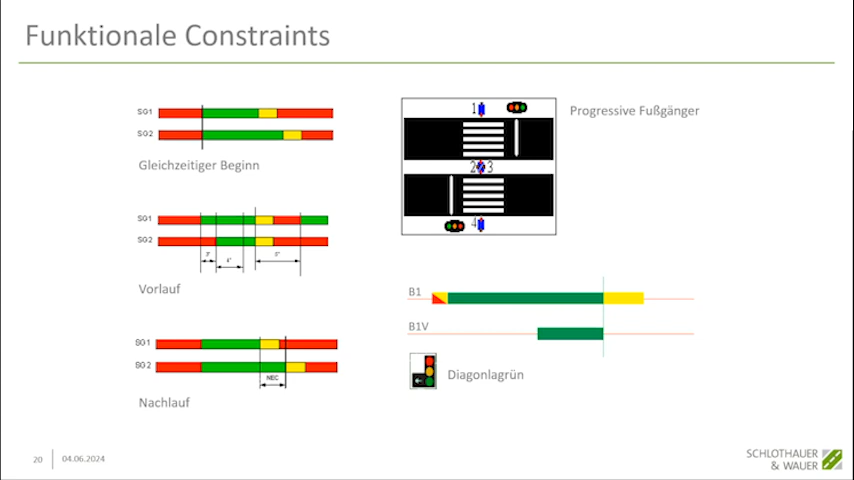 Funktionale Constraints
SG1
SG2
Gleichzeitiger Beginn
SG1
SG2
Vorlauf
SG1
SG2
NEC
Nachlauf
1
2 3
4
Progressive Fußgänger
B1
B1V
Diagonlagrün
20
04.06.2024
SCHLOTHAUER
& WAUER